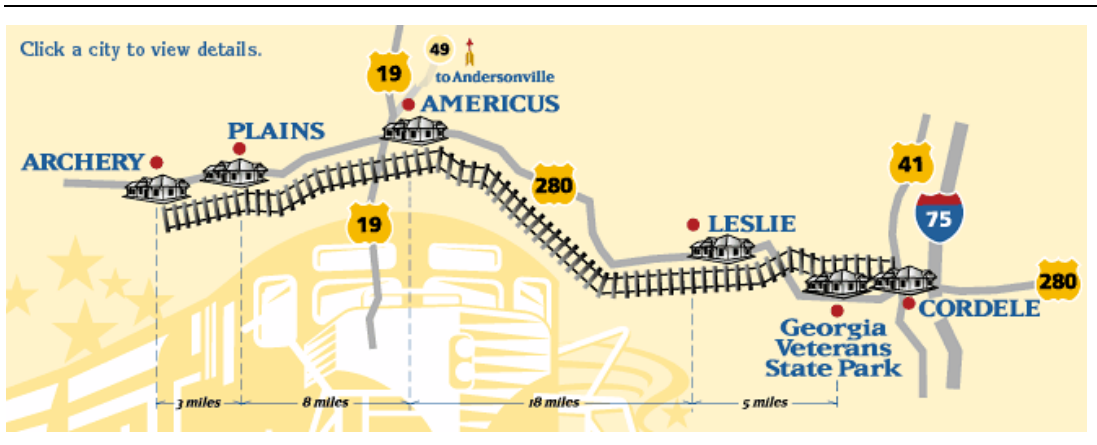 Click a city to view details.
49
19
to Andersonville
AMERICUS
PLAINS
ARCHERY
41
280
75
19
LESLIE
280
CORDELE
Georgia
Veterans
State Park
3 miles
8 miles
18 miles
5 miles